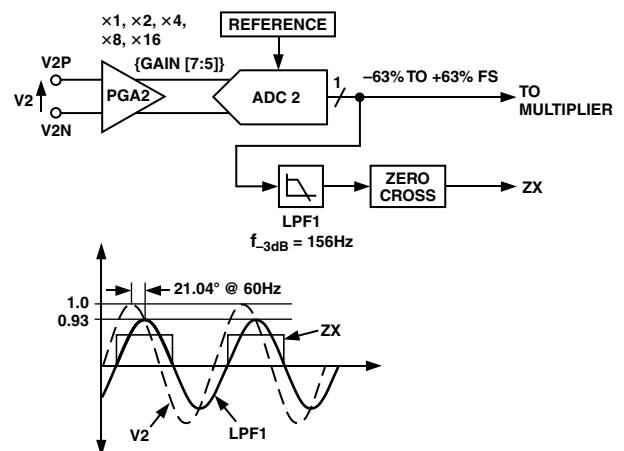 ×1, ×2, ×4,
×8, ×16
REFERENCE
{GAIN [7:5]}
V2P
V2
V2N
PGA2
ADC 2
1
–63% TO +63% FS
TO
MULTIPLIER
LPF1
f–3dB = 156Hz
ZERO
CROSS
ZX
21.04° @ 60Hz
1.0
0.93
ZX
V2
LPF1